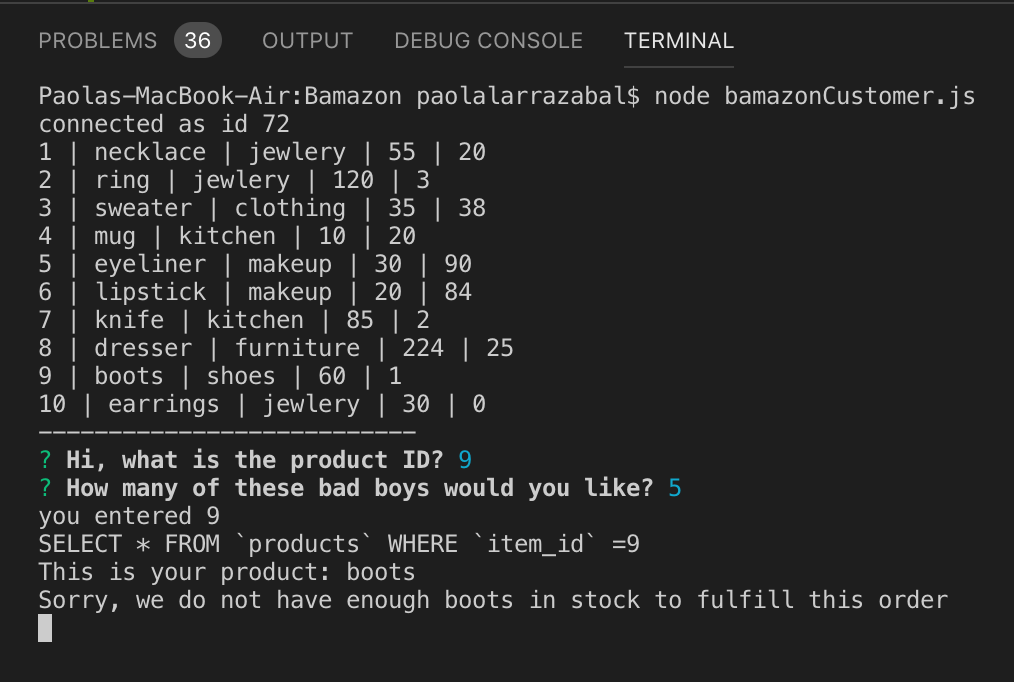 PROBLEMS 36 OUTPUT DEBUG CONSOLE TERMINAL
Paolas-MacBook-Air:Bamazon paolalarrazabal$ node bamazonCustomer.js
connected as id 72
1 | necklace | jewlery | 55 | 20
2 | ring | jewlery | 120 | 3
3 | sweater | clothing | 35 | 38
4 | mug | kitchen | 10 | 20
5 | eyeliner | makeup | 30 | 90
6 | lipstick | makeup | 20 | 84
7 | knife | kitchen | 85 | 2
8 | dresser | furniture | 224 | 25
9 | boots | shoes | 60 | 1
10 | earrings | jewlery | 30 | 0
---------------------------
? Hi, what is the product ID? 9
? How many of these bad boys would you like? 5
you entered 9
SELECT * FROM `products` WHERE `item_id` =9
This is your product: boots
Sorry, we do not have enough boots in stock to fulfill this order